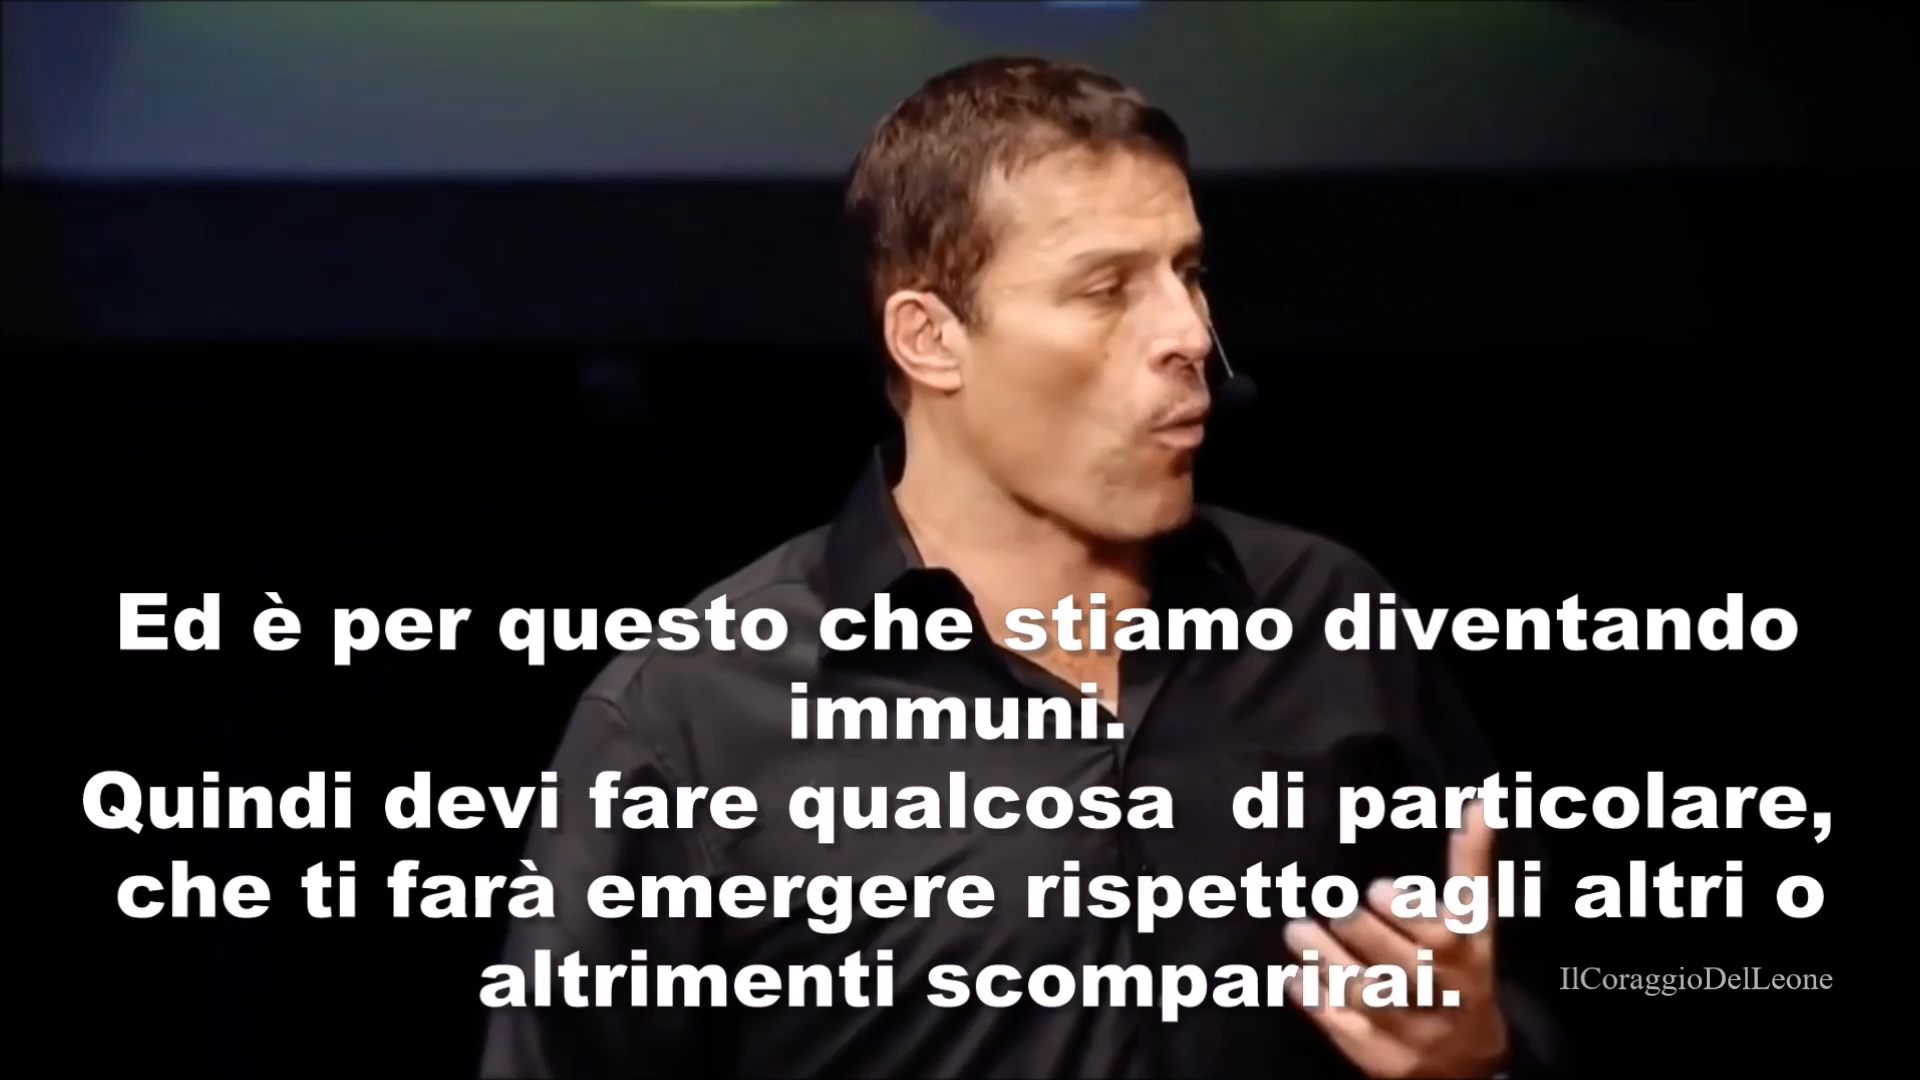 Ed è per questo che stiamo diventando
immuni.
Quindi devi fare qualcosa  di particolare,
che ti farà emergere rispetto agli altri o
altrimenti scomparirai.
IlCoraggioDelLeone